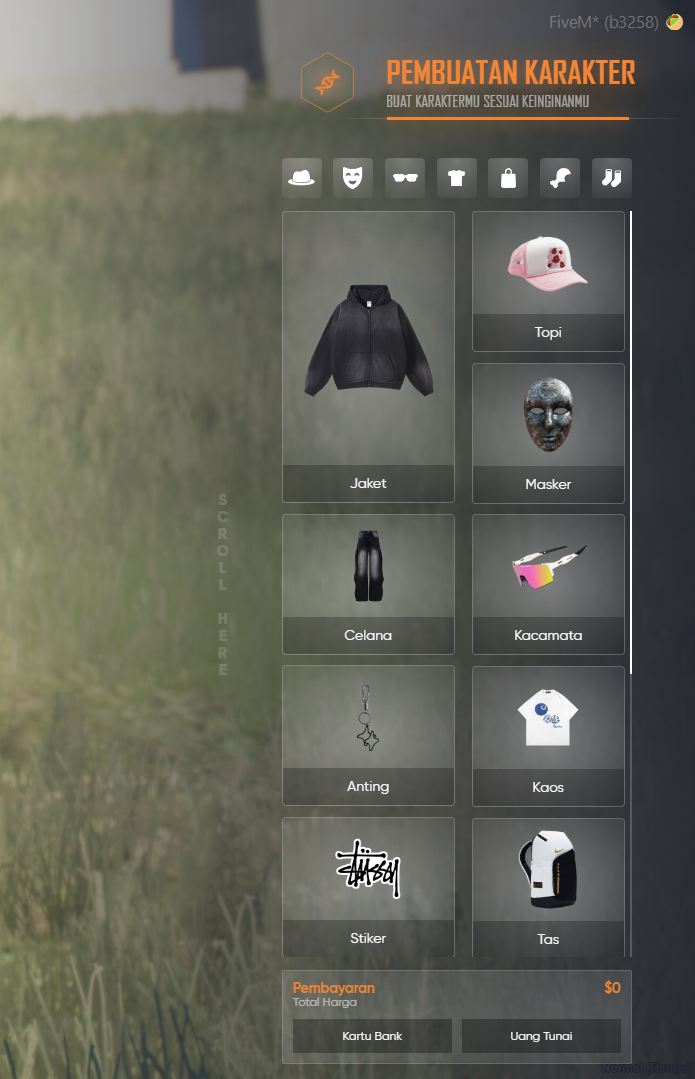 FiveM* (b3258)
PEMBUATAN KARAKTER
BUAT KARAKTERMU SESUAI KEINGINANMU
Jaket
Topi
Masker
SCROLL HERE
Celana
Kacamata
Anting
Kaos
Stüssy
Stiker
Tas
Pembayaran
$0
Total Harga
Kartu Bank
Uang Tunai